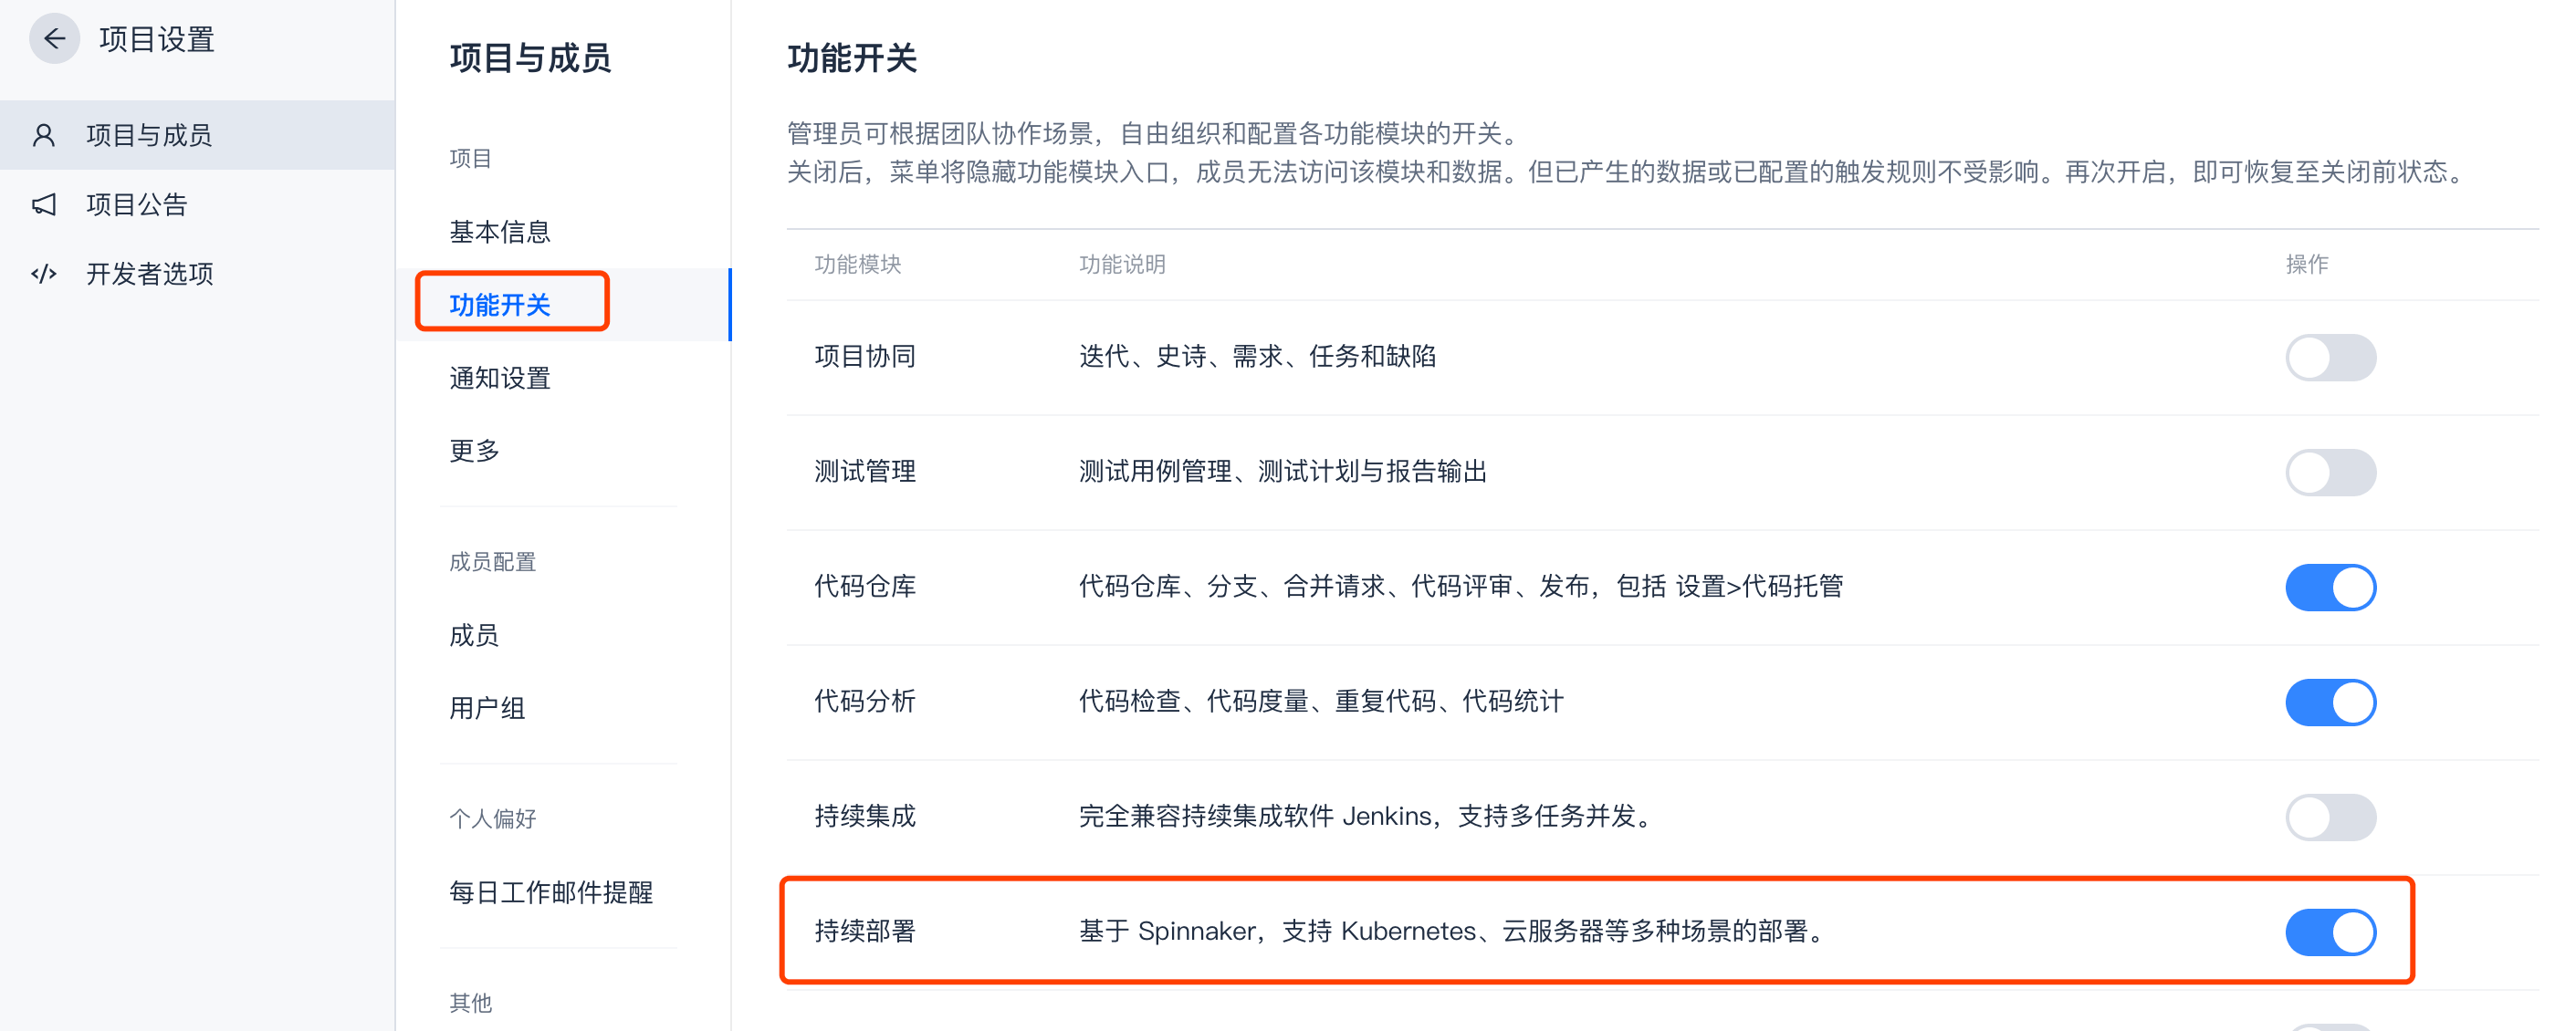 项目设置
项目与成员
项目公告
开发者选项
项目与成员
项目
基本信息
功能开关
通知设置
更多
成员配置
成员
用户组
个人偏好
每日工作邮件提醒
其他
功能开关
管理员可根据团队协作场景，自由组织和配置各功能模块的开关。
关闭后，菜单将隐藏功能模块入口，成员无法访问该模块和数据。但已产生的数据或已配置的触发规则不受影响。再次开启，即可恢复至关闭前状态。
功能模块 功能说明 操作
项目协同 迭代、史诗、需求、任务和缺陷
测试管理 测试用例管理、测试计划与报告输出
代码仓库 代码仓库、分支、合并请求、代码评审、发布，包括 设置>代码托管
代码分析 代码检查、代码度量、重复代码、代码统计
持续集成 完全兼容持续集成软件 Jenkins，支持多任务并发。
持续部署 基于 Spinnaker，支持 Kubernetes、云服务器等多种场景的部署。